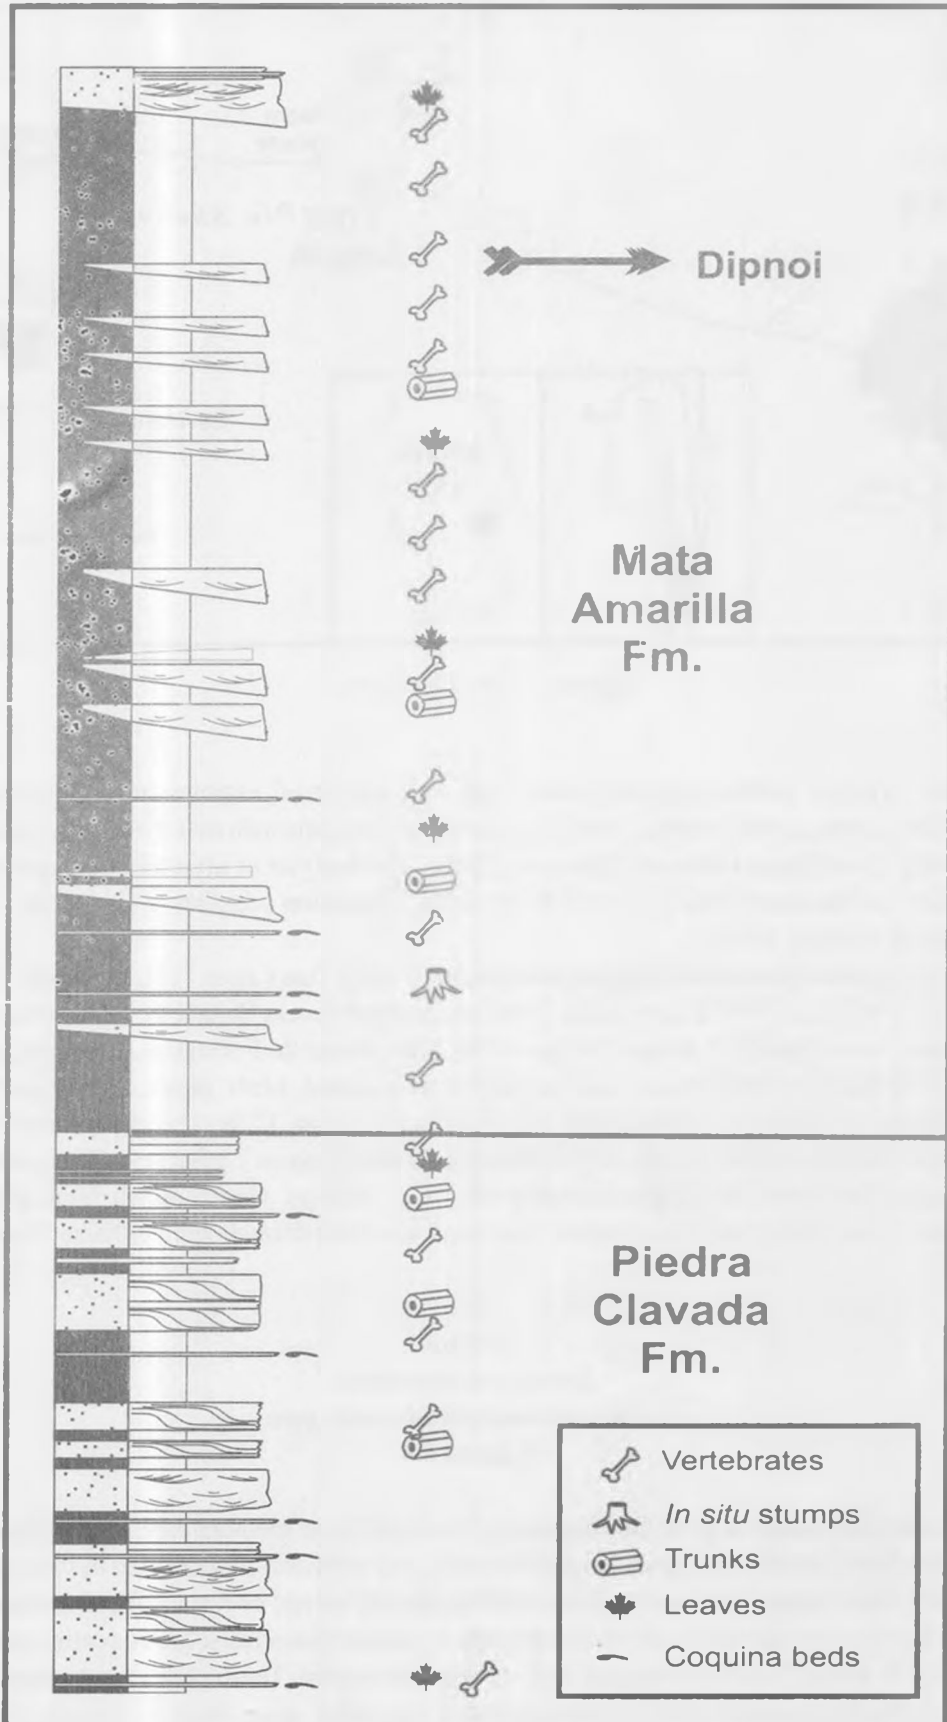 Dipnoi
Mata
Amarilla
Fm.
Piedra
Clavada
Fm.
Vertebrates
In situ stumps
Trunks
Leaves
Coquina beds